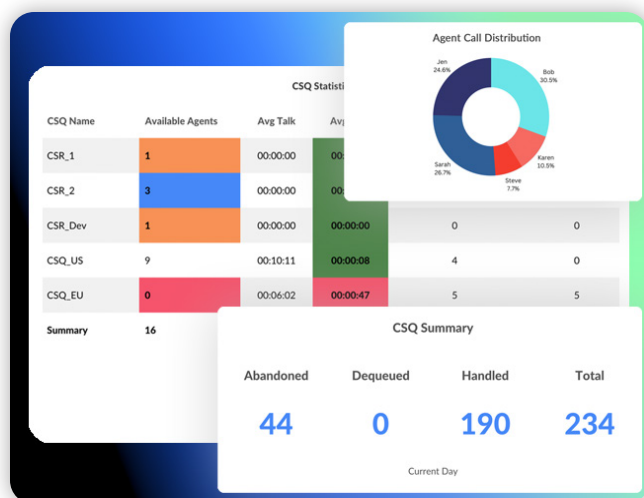 Agent Call Distribution
Jen
24.6%
Bob
30.5%
Karen
10.5%
Steve
7.7%
Sarah
26.7%
CSQ
CSQ Name Available Agents Avg Talk
CSR_1 1 00:00:00
CSR_2 3 00:00:00
CSR_Dev 1 00:00:00 00:00:00 0 0
CSQ_US 9 00:10:11 00:00:08 4 0
CSQ_EU 0 00:06:02 00:00:47 5 5
Summary 16
CSQ Summary
Abandoned Dequeued Handled Total
44 0 190 234
Current Day